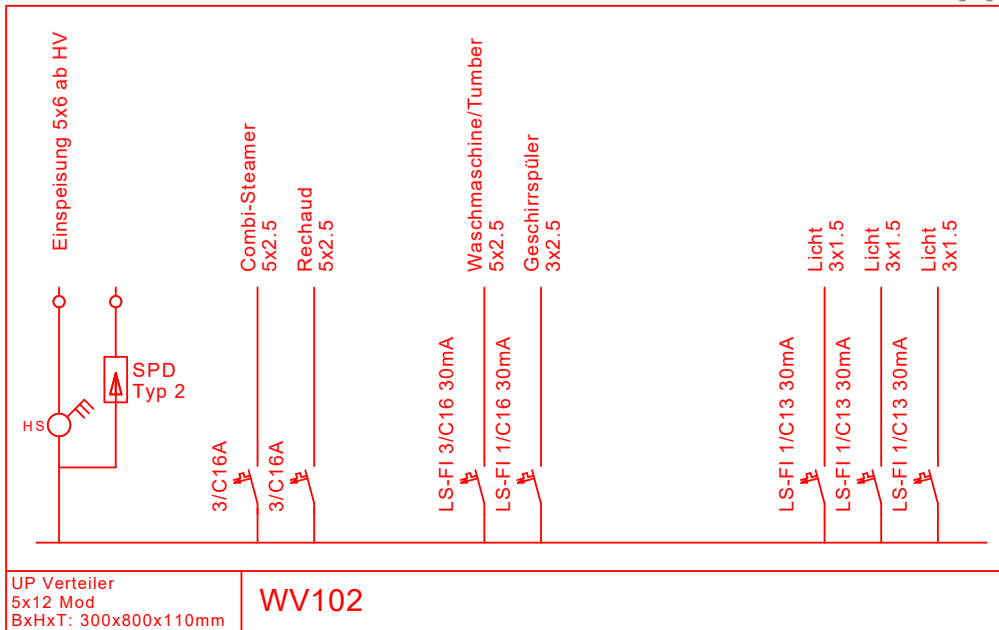 Einspeisung 5x6 ab HV
SPD
Typ 2
HS
Combi-Steamer
5x2.5
3/C16A
Rechaud
5x2.5
3/C16A
Waschmaschine/Tumber
5x2.5
LS-FI 3/C16 30mA
Geschirrspüler
3x2.5
LS-FI 1/C16 30mA
Licht
3x1.5
LS-FI 1/C13 30mA
Licht
3x1.5
LS-FI 1/C13 30mA
Licht
3x1.5
LS-FI 1/C13 30mA
UP Verteiler
5x12 Mod
BxHxT: 300x800x110mm
WV102